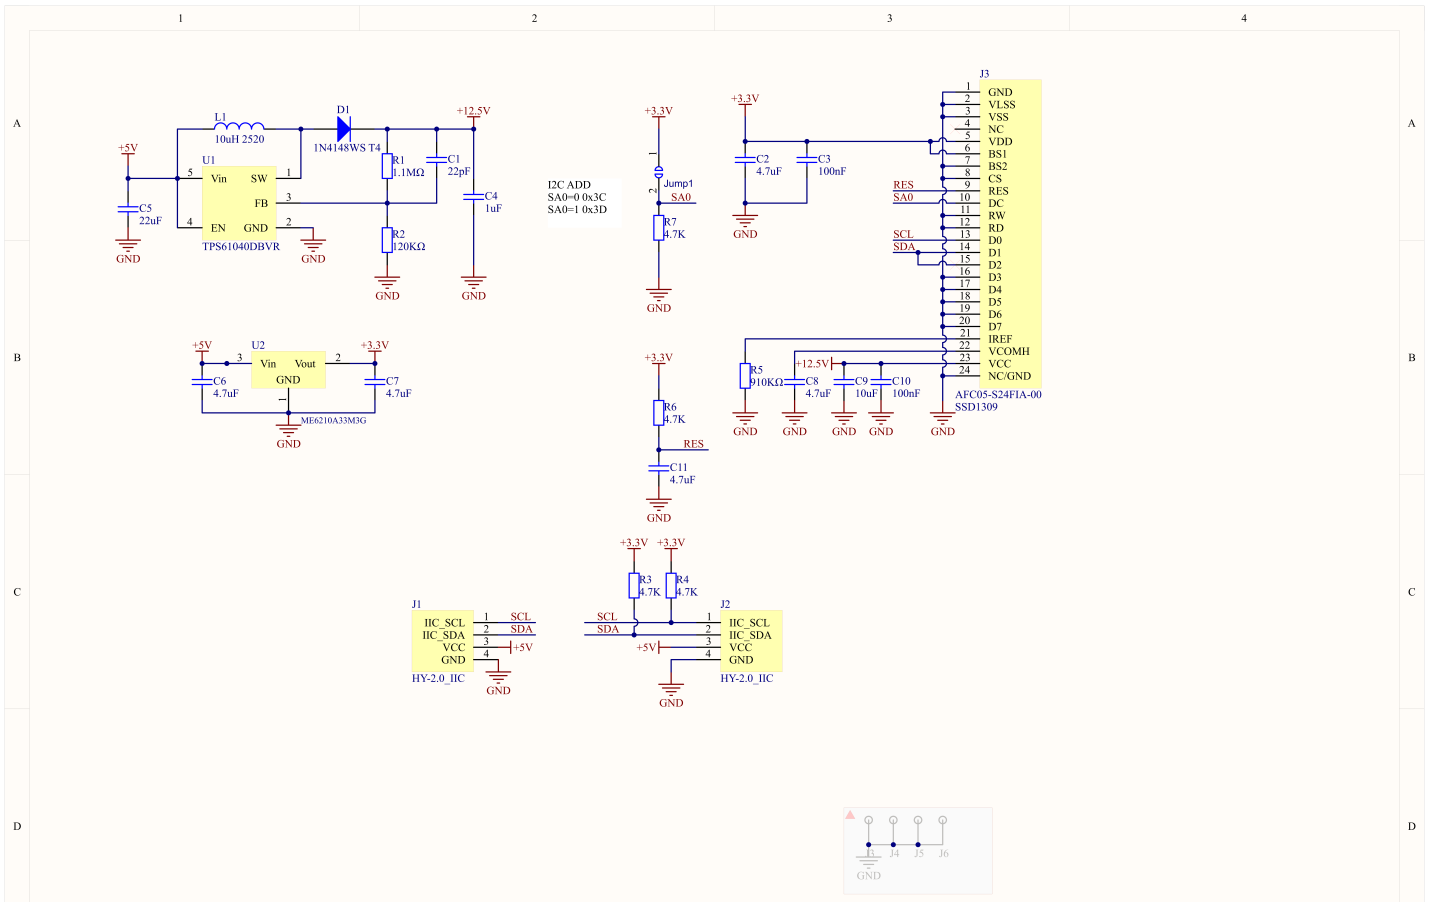 1
2
3
4
A
A
B
B
C
C
D
D
+5V
L1
10uH 2520
D1
1N4148WS T4
+12.5V
U1
5
Vin
SW
1
FB
3
4
EN
GND
2
TPS61040DBVR
C5
22uF
GND
GND
R1
1.1MΩ
C1
22pF
R2
120KΩ
GND
C4
1uF
GND
I2C ADD
SA0=0 0x3C
SA0=1 0x3D
+3.3V
1
2
Jump1
SA0
R7
4.7K
GND
+3.3V
C2
4.7uF
C3
100nF
GND
J3
1
GND
2
VLSS
3
VSS
4
NC
5
VDD
6
BS1
7
BS2
8
CS
RES
9
RES
SA0
10
DC
11
RW
12
RD
SCL
13
D0
SDA
14
D1
15
D2
16
D3
17
D4
18
D5
19
D6
20
D7
21
IREF
22
VCOMH
23
VCC
24
NC/GND
AFC05-S24FIA-00
SSD1309
+12.5V
R5
910KΩ
C8
4.7uF
C9
10uF
C10
100nF
GND
GND
GND
GND
GND
+5V
U2
+3.3V
3
Vin
Vout
2
GND
1
C6
4.7uF
C7
4.7uF
ME6210A33M3G
GND
+3.3V
R6
4.7K
RES
C11
4.7uF
GND
+3.3V
+3.3V
R3
4.7K
R4
4.7K
J1
IIC_SCL
1
SCL
IIC_SDA
2
SDA
VCC
3
+5V
GND
4
HY-2.0_IIC
GND
J2
SCL
1
IIC_SCL
SDA
2
IIC_SDA
+5V
3
VCC
4
GND
HY-2.0_IIC
GND
J4
J5
J6
GND